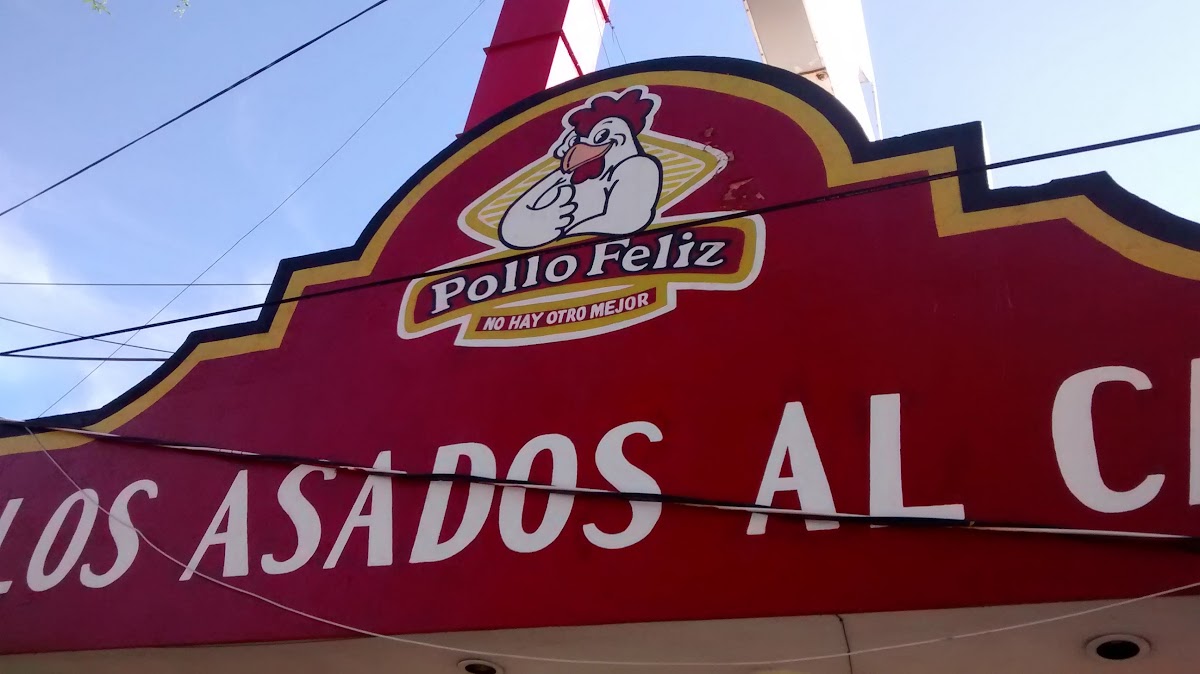 Pollo Feliz
NO HAY OTRO MEJOR
LOS ASADOS AL C